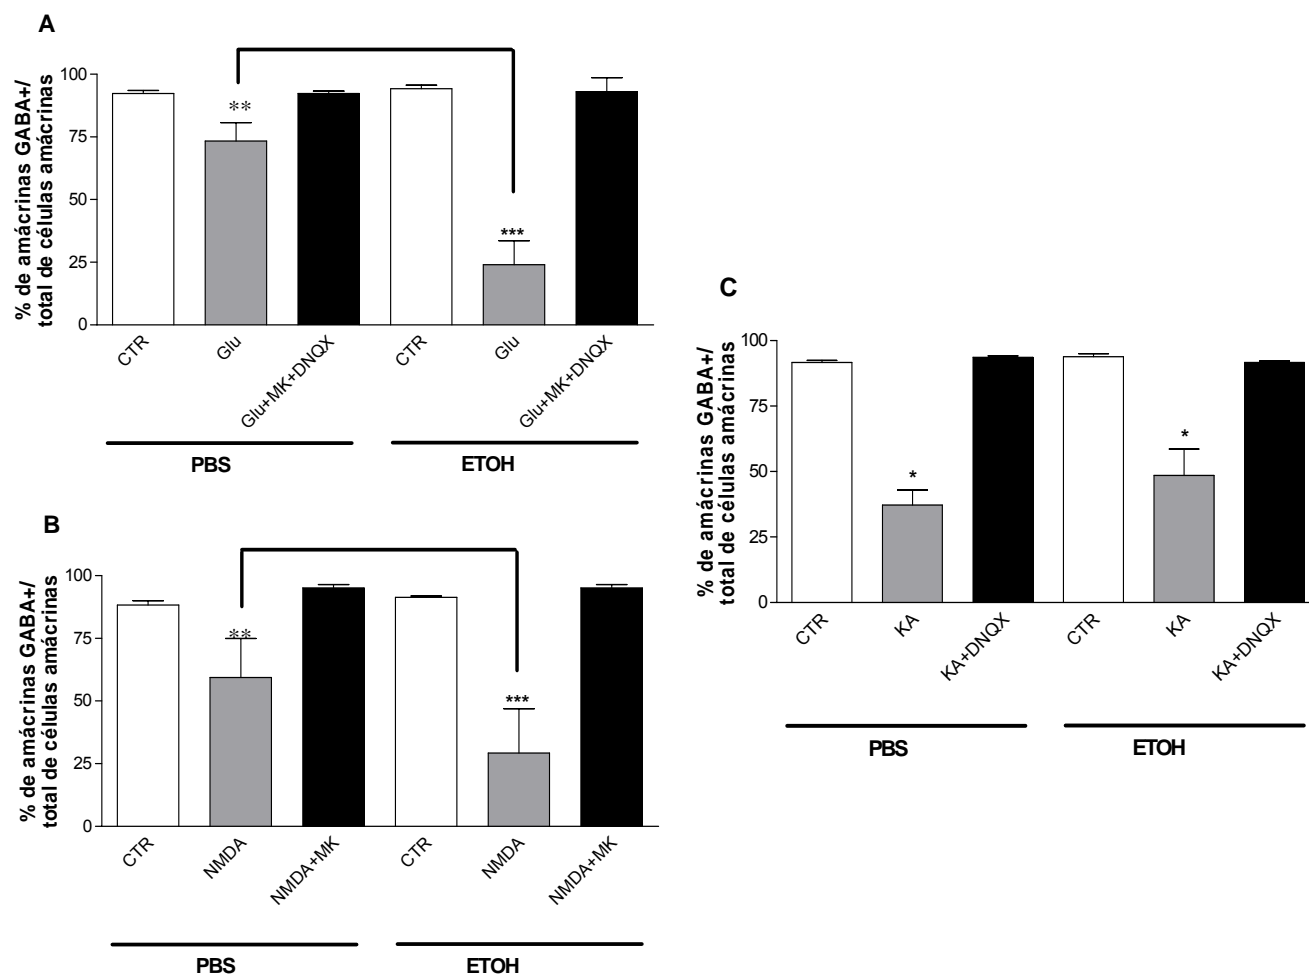 A
% de amácrinas GABA+/
total de células amácrinas
100
75
50
25
0
**
***
CTR
Glu
Glu+MK+DNQX
CTR
Glu
Glu+MK+DNQX
PBS
ETOH
B
% de amácrinas GABA+/
total de células amácrinas
100
75
50
25
0
**
***
CTR
NMDA
NMDA+MK
CTR
NMDA
NMDA+MK
PBS
ETOH
C
% de amácrinas GABA+/
total de células amácrinas
100
75
50
25
0
*
*
CTR
KA
KA+DNQX
CTR
KA
KA+DNQX
PBS
ETOH